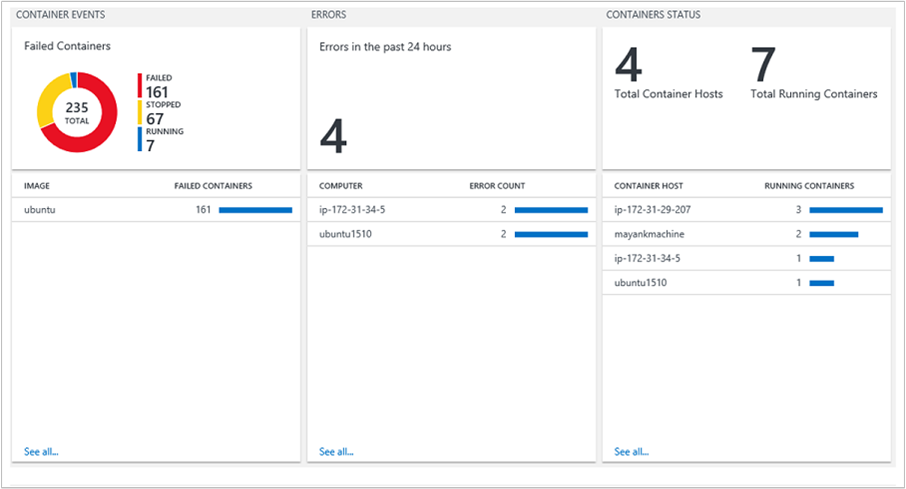 CONTAINER EVENTS
Failed Containers
235
TOTAL
FAILED
161
STOPPED
67
RUNNING
7
IMAGE FAILED CONTAINERS
ubuntu 161
See all...
ERRORS
Errors in the past 24 hours
4
COMPUTER ERROR COUNT
ip-172-31-34-5 2
ubuntu1510 2
See all...
CONTAINERS STATUS
4 7
Total Container Hosts Total Running Containers
CONTAINER HOST RUNNING CONTAINERS
ip-172-31-29-207 3
mayankmachine 2
ip-172-31-34-5 1
ubuntu1510 1
See all...